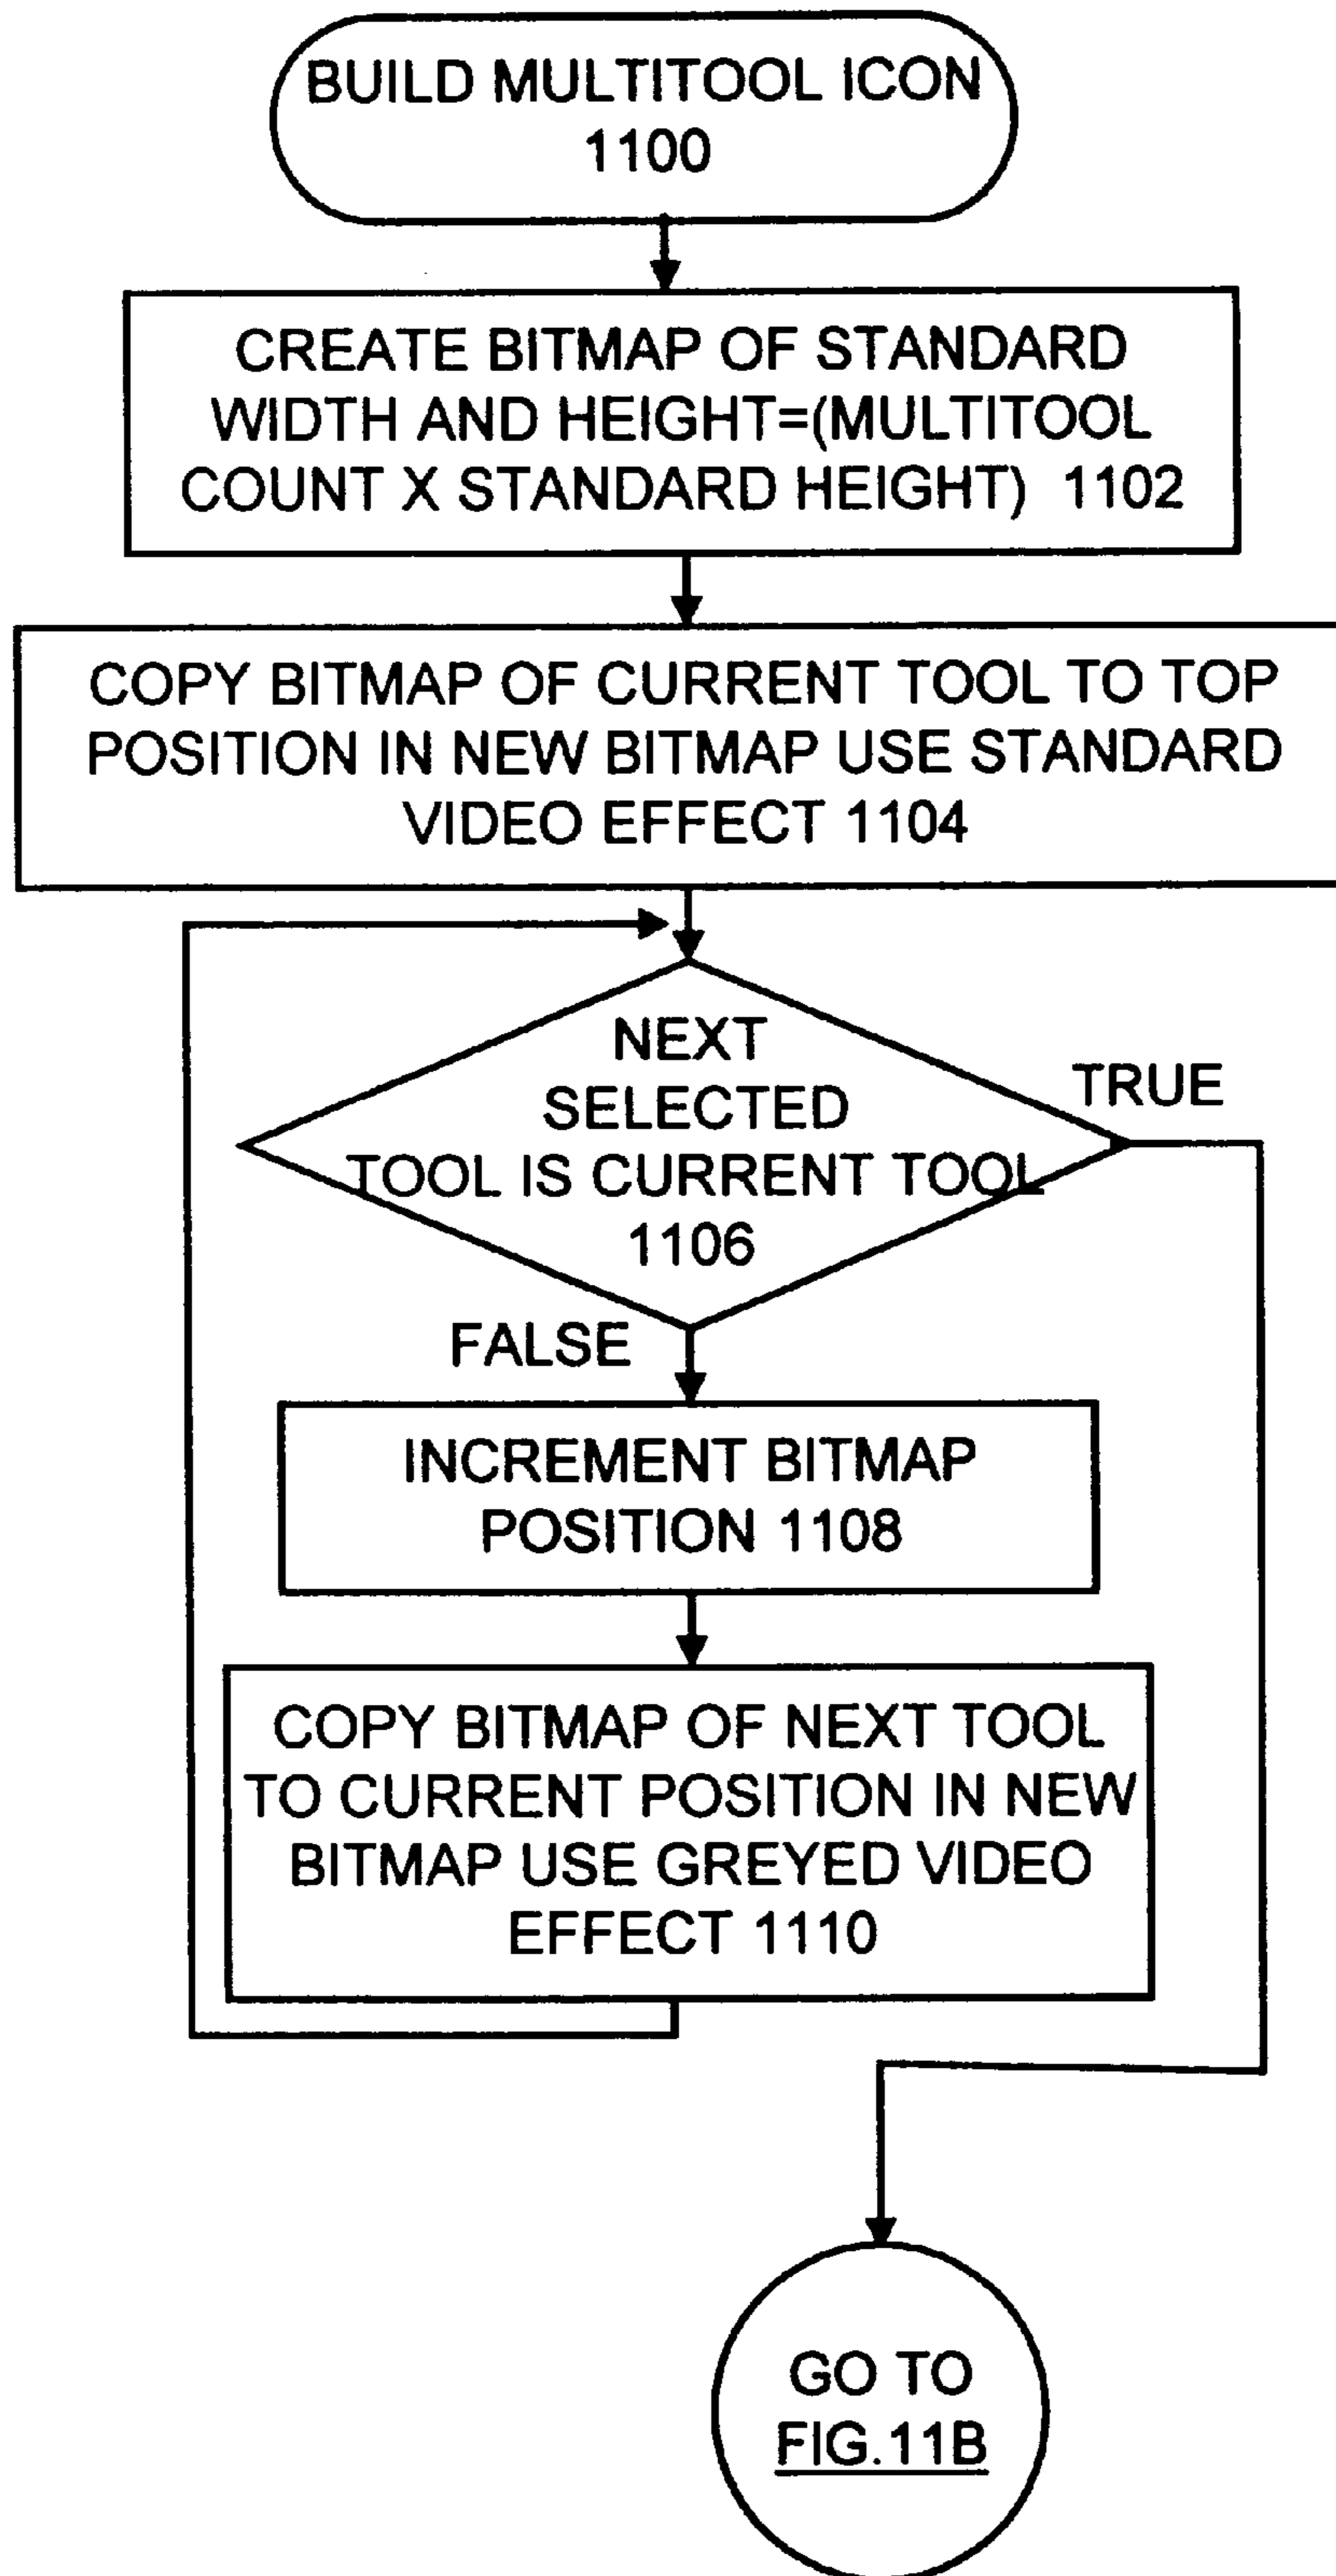 BUILD MULTITOOL ICON
1100
CREATE BITMAP OF STANDARD
WIDTH AND HEIGHT=(MULTITOOL
COUNT X STANDARD HEIGHT) 1102
COPY BITMAP OF CURRENT TOOL TO TOP
POSITION IN NEW BITMAP USE STANDARD
VIDEO EFFECT 1104
NEXT
SELECTED
TOOL IS CURRENT TOOL
1106
TRUE
FALSE
INCREMENT BITMAP
POSITION 1108
COPY BITMAP OF NEXT TOOL
TO CURRENT POSITION IN NEW
BITMAP USE GREYED VIDEO
EFFECT 1110
GO TO
FIG.11B